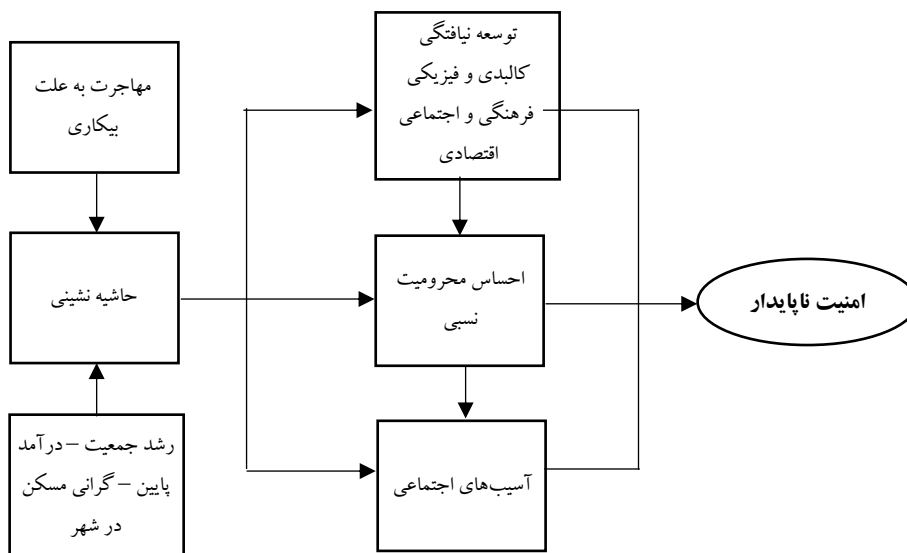 مهاجرت به علت
بیکاری
حاشیه نشینی
رشد جمعیت – درآمد
پایین – گرانی مسکن
در شهر
توسعه نیافتگی
کالبدی و فیزیکی
فرهنگی و اجتماعی
اقتصادی
احساس محرومیت
نسبی
آسیب‌های اجتماعی
امنیت ناپایدار